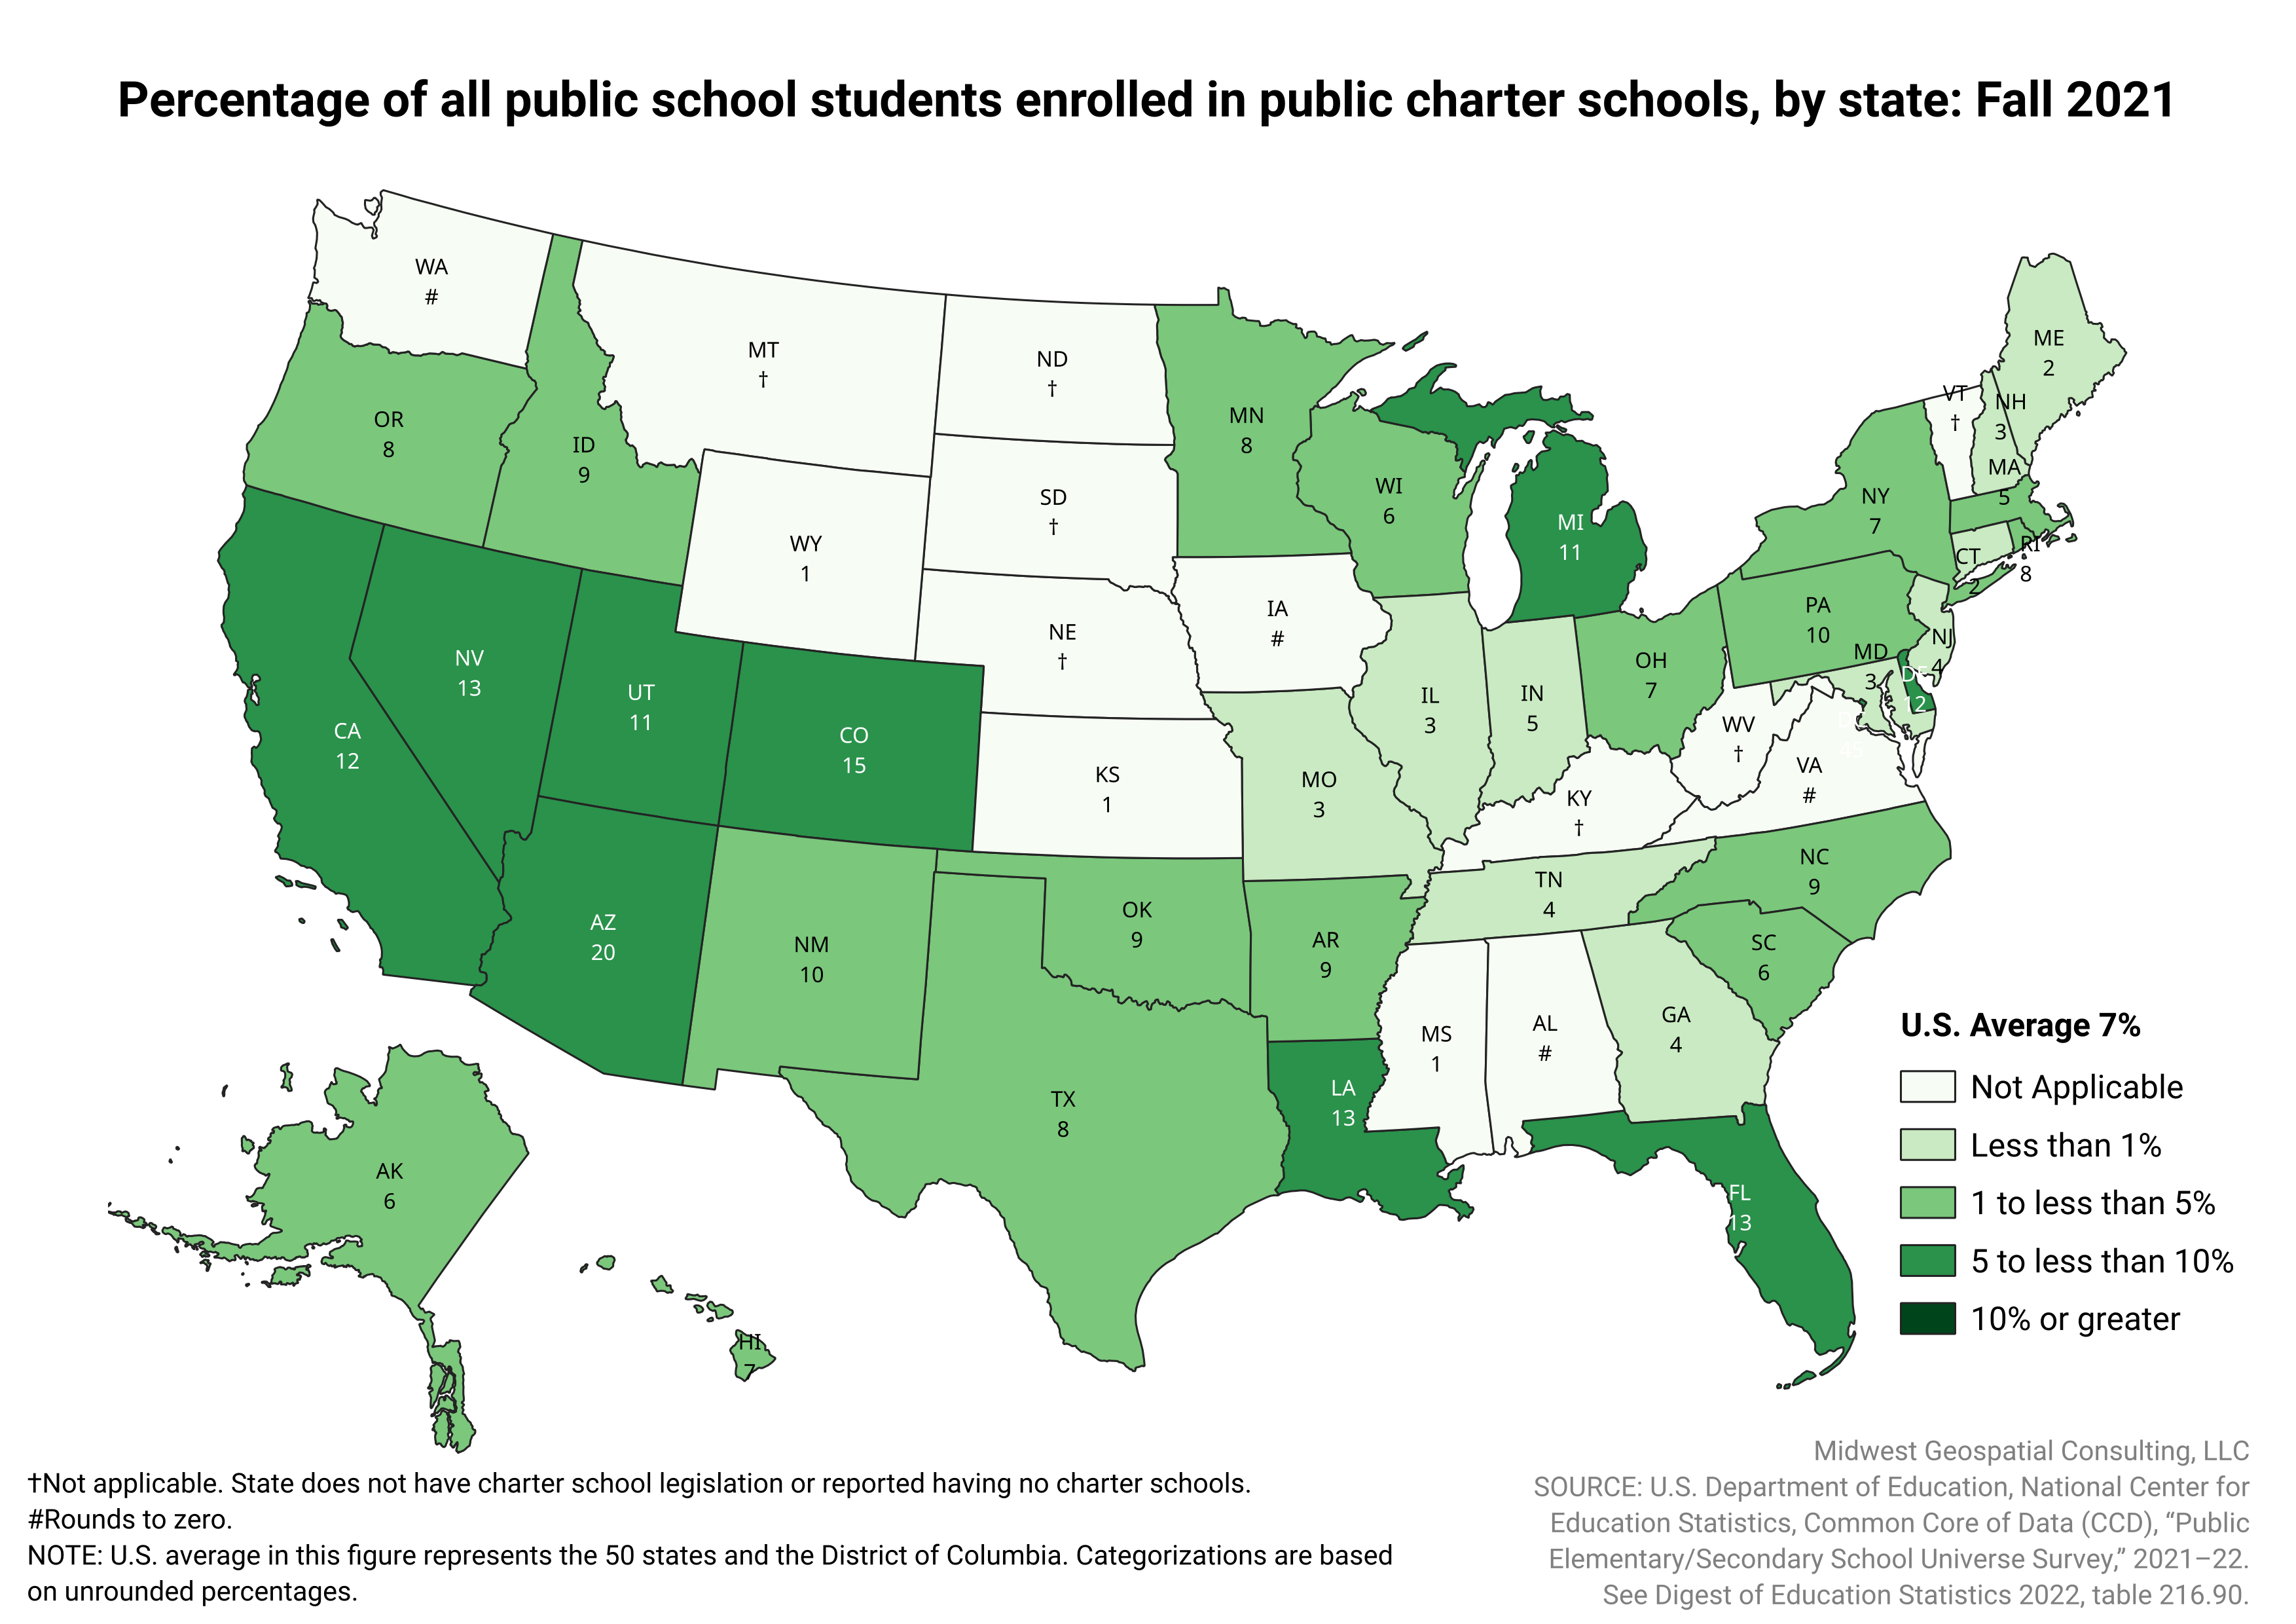 Percentage of all public school students enrolled in public charter schools, by state: Fall 2021
WA
#
MT
†
ND
†
OR
8
ID
9
MN
8
ME
2
VT
†
NH
3
MA
5
SD
†
WI
6
NY
7
MI
11
WY
1
CT
2
RI
8
NE
†
IA
#
PA
10
NJ
4
MD
3
DE
12
NV
13
UT
11
CO
15
CA
12
IL
3
IN
5
OH
7
WV
†
VA
#
KS
1
MO
3
KY
†
NC
9
TN
4
AZ
20
NM
10
OK
9
AR
9
SC
6
MS
1
AL
#
GA
4
TX
8
LA
13
FL
13
AK
6
HI
7
U.S. Average 7%
Not Applicable
Less than 1%
1 to less than 5%
5 to less than 10%
10% or greater
†Not applicable. State does not have charter school legislation or reported having no charter schools.
#Rounds to zero.
NOTE: U.S. average in this figure represents the 50 states and the District of Columbia. Categorizations are based
on unrounded percentages.
Midwest Geospatial Consulting, LLC
SOURCE: U.S. Department of Education, National Center for
Education Statistics, Common Core of Data (CCD), “Public
Elementary/Secondary School Universe Survey,” 2021–22.
See Digest of Education Statistics 2022, table 216.90.